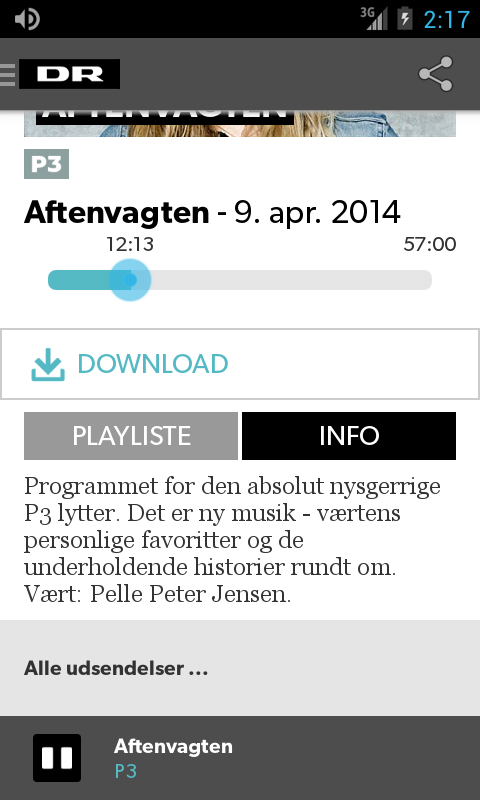 3G
2:17
DR
AFTENVAGTEN
P3
Aftenvagten - 9. apr. 2014
12:13 57:00
DOWNLOAD
PLAYLISTE INFO
Programmet for den absolut nysgerrige
P3 lytter. Det er ny musik - værtens
personlige favoritter og de
underholdende historier rundt om.
Vært: Pelle Peter Jensen.
Alle udsendelser ...
Aftenvagten
P3